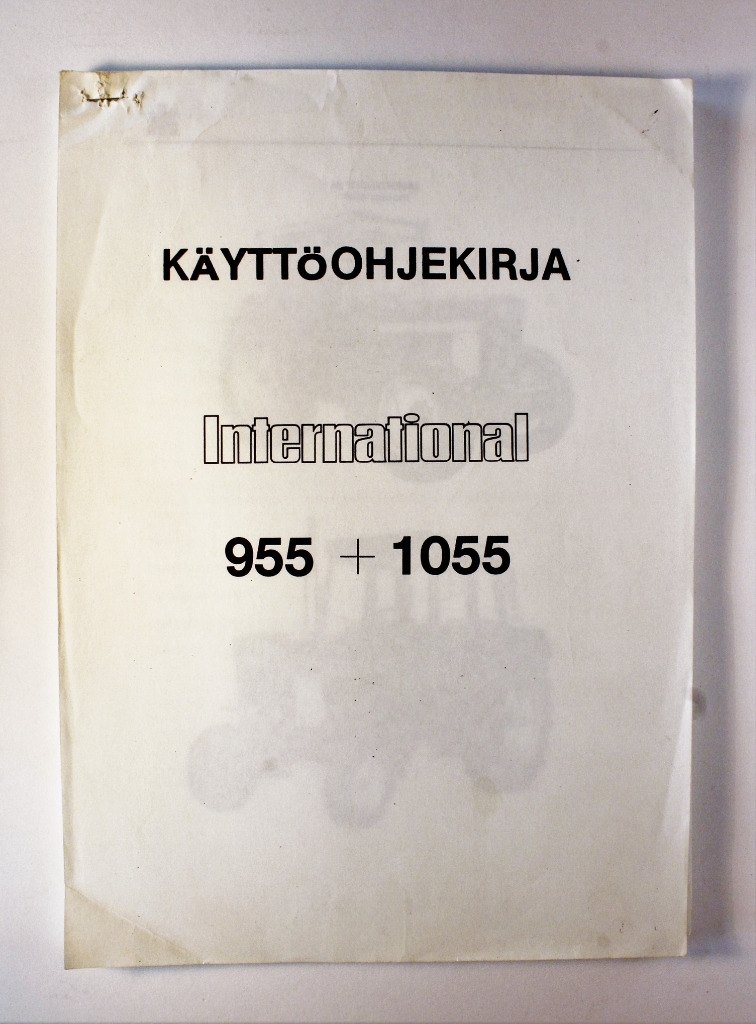 KÄYTTöOHJEKIRJA
International
955 + 1055